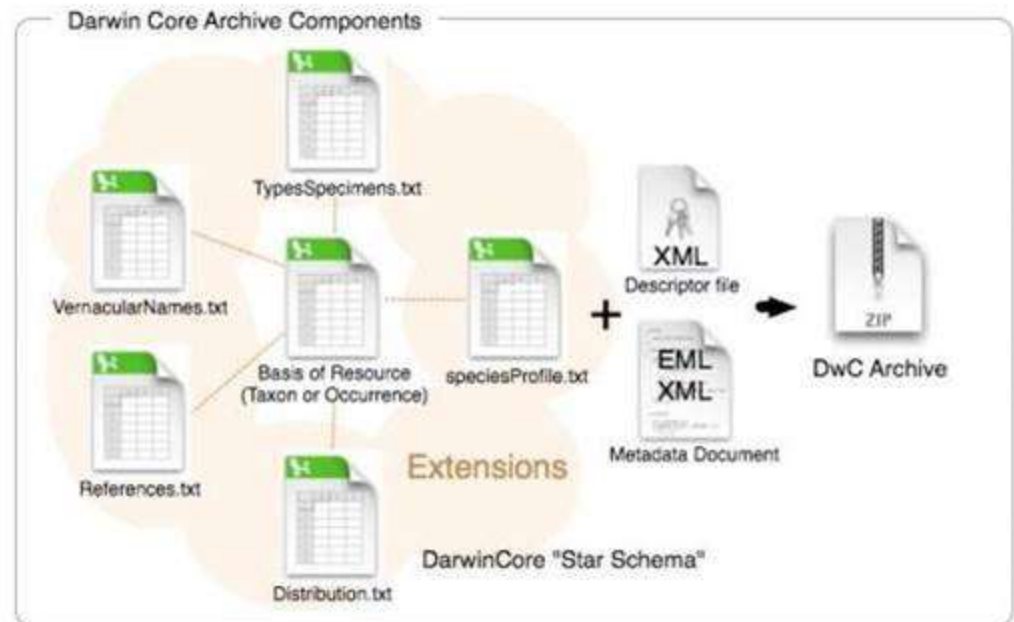 Darwin Core Archive Components
TypesSpecimens.txt
VernacularNames.txt
Basis of Resource
(Taxon or Occurrence)
speciesProfile.txt
References.txt
Extensions
Distribution.txt
DarwinCore "Star Schema"
+
XML
Descriptor file
EML
XML
Metadata Document
ZIP
DwC Archive